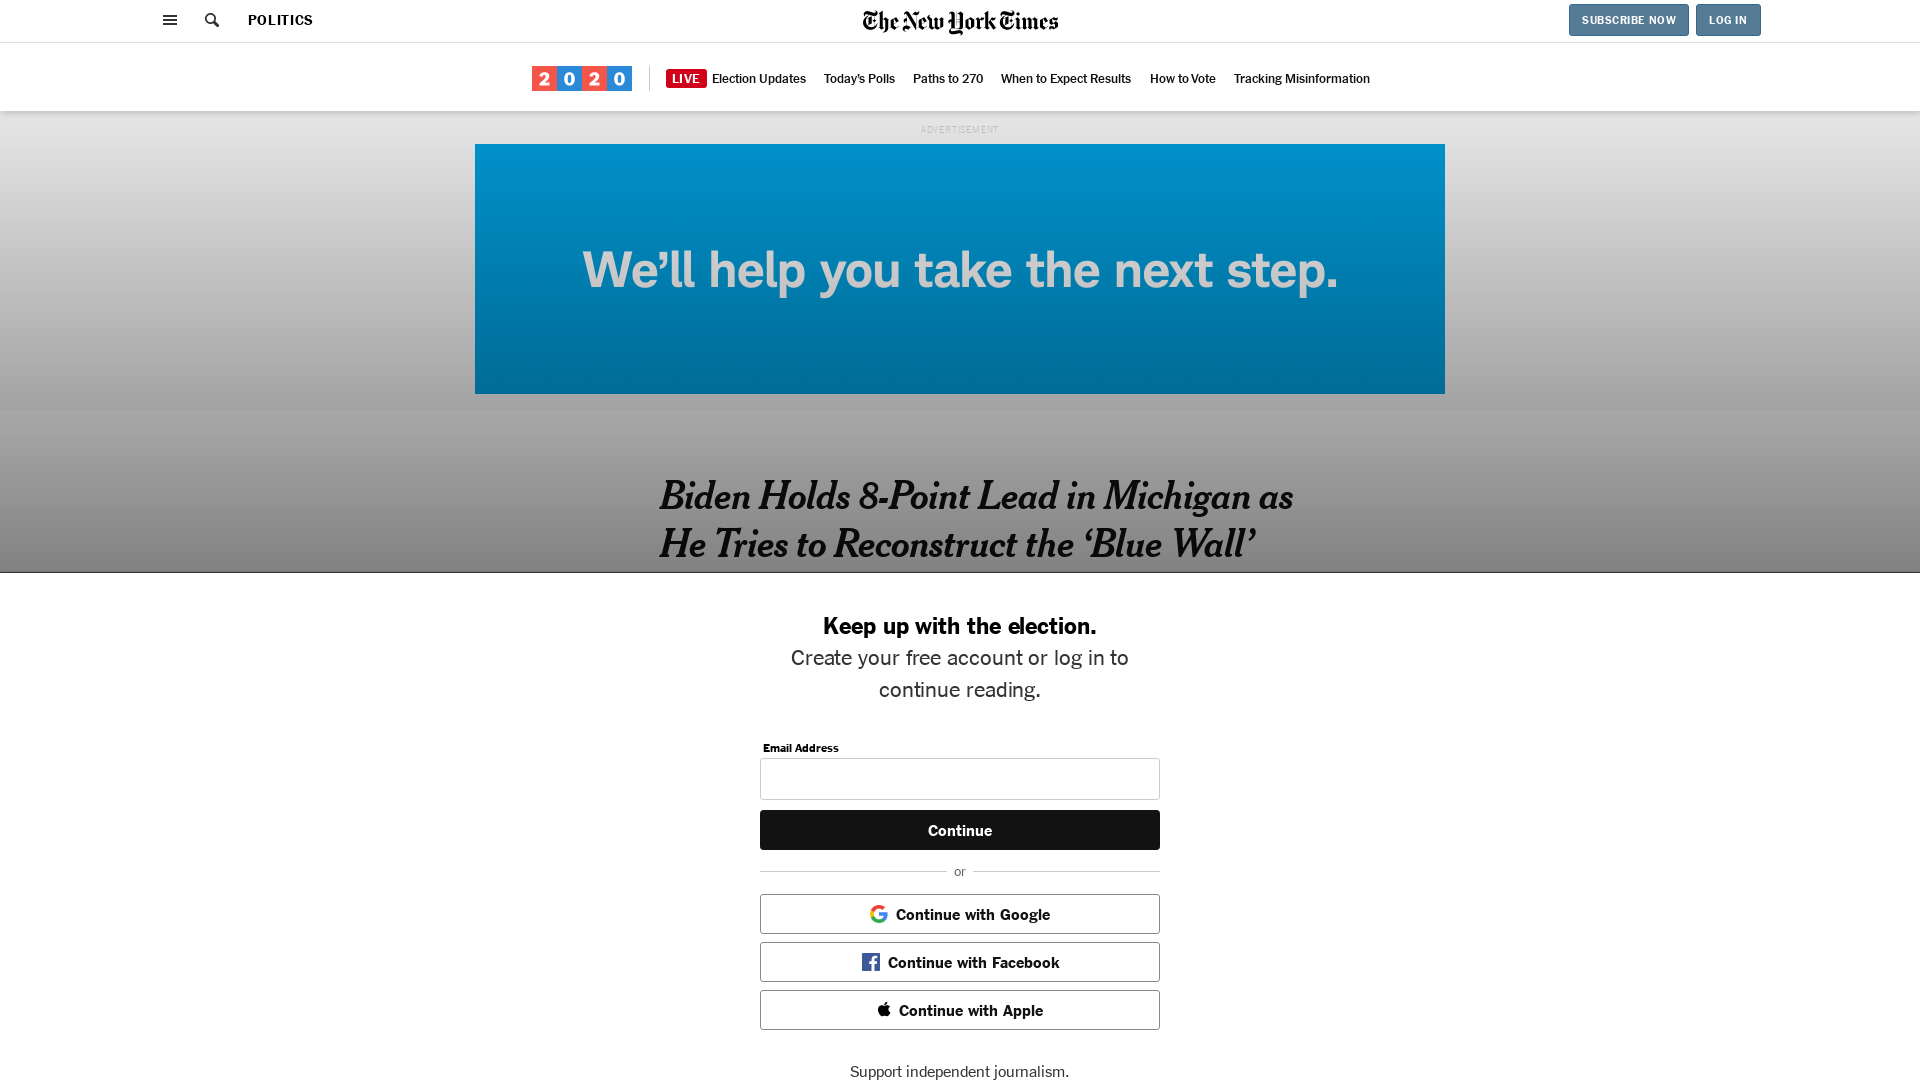 POLITICS
The New York Times
SUBSCRIBE NOW
LOG IN
2020
LIVE Election Updates
Today's Polls
Paths to 270
When to Expect Results
How to Vote
Tracking Misinformation
ADVERTISEMENT
We'll help you take the next step.
Biden Holds 8-Point Lead in Michigan as
He Tries to Reconstruct the ‘Blue Wall’
Keep up with the election.
Create your free account or log in to
continue reading.
Email Address
Continue
or
Continue with Google
Continue with Facebook
Continue with Apple
Support independent journalism.